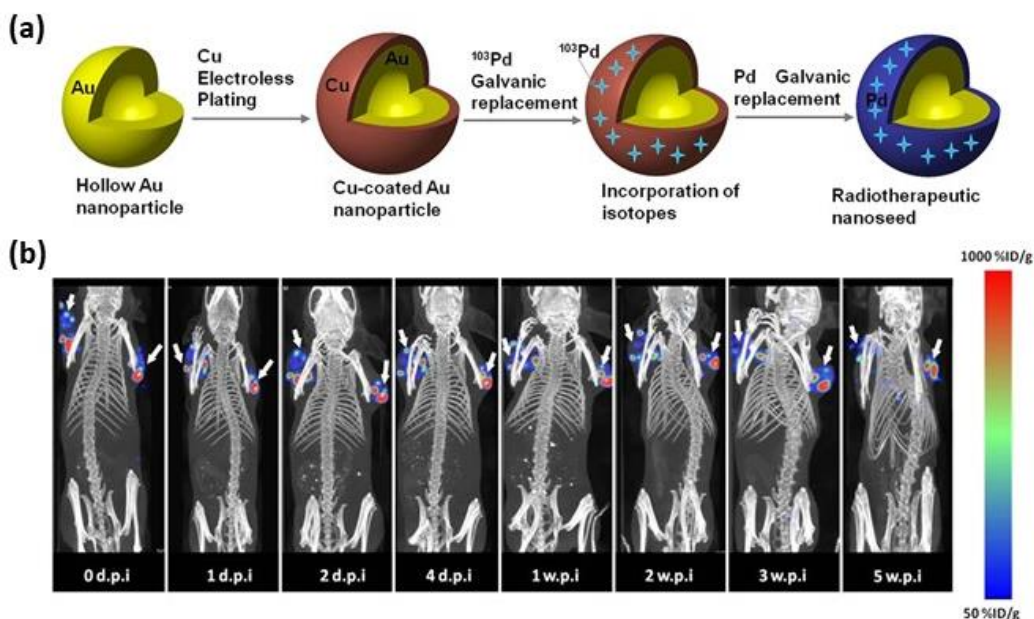 (a)
Au
Hollow Au
nanoparticle
Cu
Electroless
Plating
Cu
Au
Cu-coated Au
nanoparticle
¹⁰³Pd
Galvanic
replacement
¹⁰³Pd
Incorporation of
isotopes
Pd Galvanic
replacement
Pd
Radiotherapeutic
nanoseed
(b)
1000 %ID/g
0 d.p.i
1 d.p.i
2 d.p.i
4 d.p.i
1 w.p.i
2 w.p.i
3 w.p.i
5 w.p.i
50 %ID/g